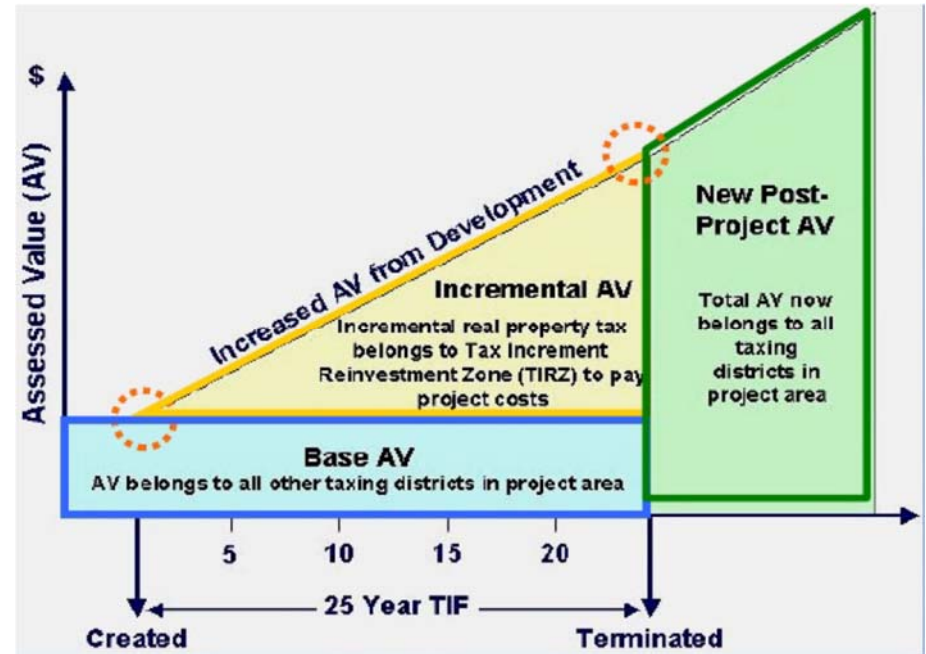 $
Assessed Value (AV)
Increased AV from Development
Incremental AV
Incremental real property tax
belongs to Tax Increment
Reinvestment Zone (TIRZ) to pay
project costs
New Post-
Project AV
Total AV now
belongs to all
taxing
districts in
project area
Base AV
AV belongs to all other taxing districts in project area
5
10
15
20
25 Year TIF
Created
Terminated